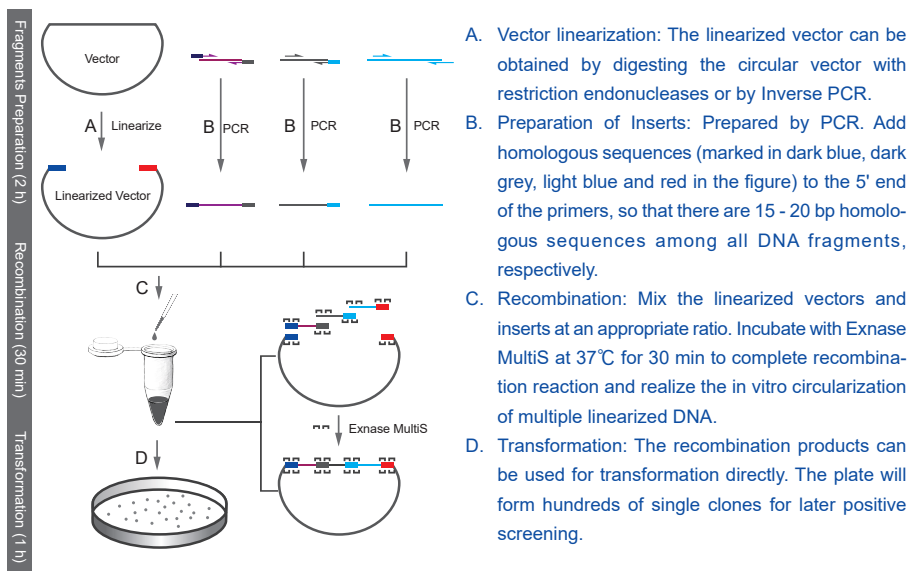 Fragments Preparation (2 h)
Recombination (30 min)
Transformation (1 h)
Vector
A
Linearize
B
PCR
B
PCR
B
PCR
Linearized Vector
C
Exnase MultiS
D
A. Vector linearization: The linearized vector can be
obtained by digesting the circular vector with
restriction endonucleases or by Inverse PCR.
B. Preparation of Inserts: Prepared by PCR. Add
homologous sequences (marked in dark blue, dark
grey, light blue and red in the figure) to the 5' end
of the primers, so that there are 15 - 20 bp homolo-
gous sequences among all DNA fragments,
respectively.
C. Recombination: Mix the linearized vectors and
inserts at an appropriate ratio. Incubate with Exnase
MultiS at 37℃ for 30 min to complete recombina-
tion reaction and realize the in vitro circularization
of multiple linearized DNA.
D. Transformation: The recombination products can
be used for transformation directly. The plate will
form hundreds of single clones for later positive
screening.